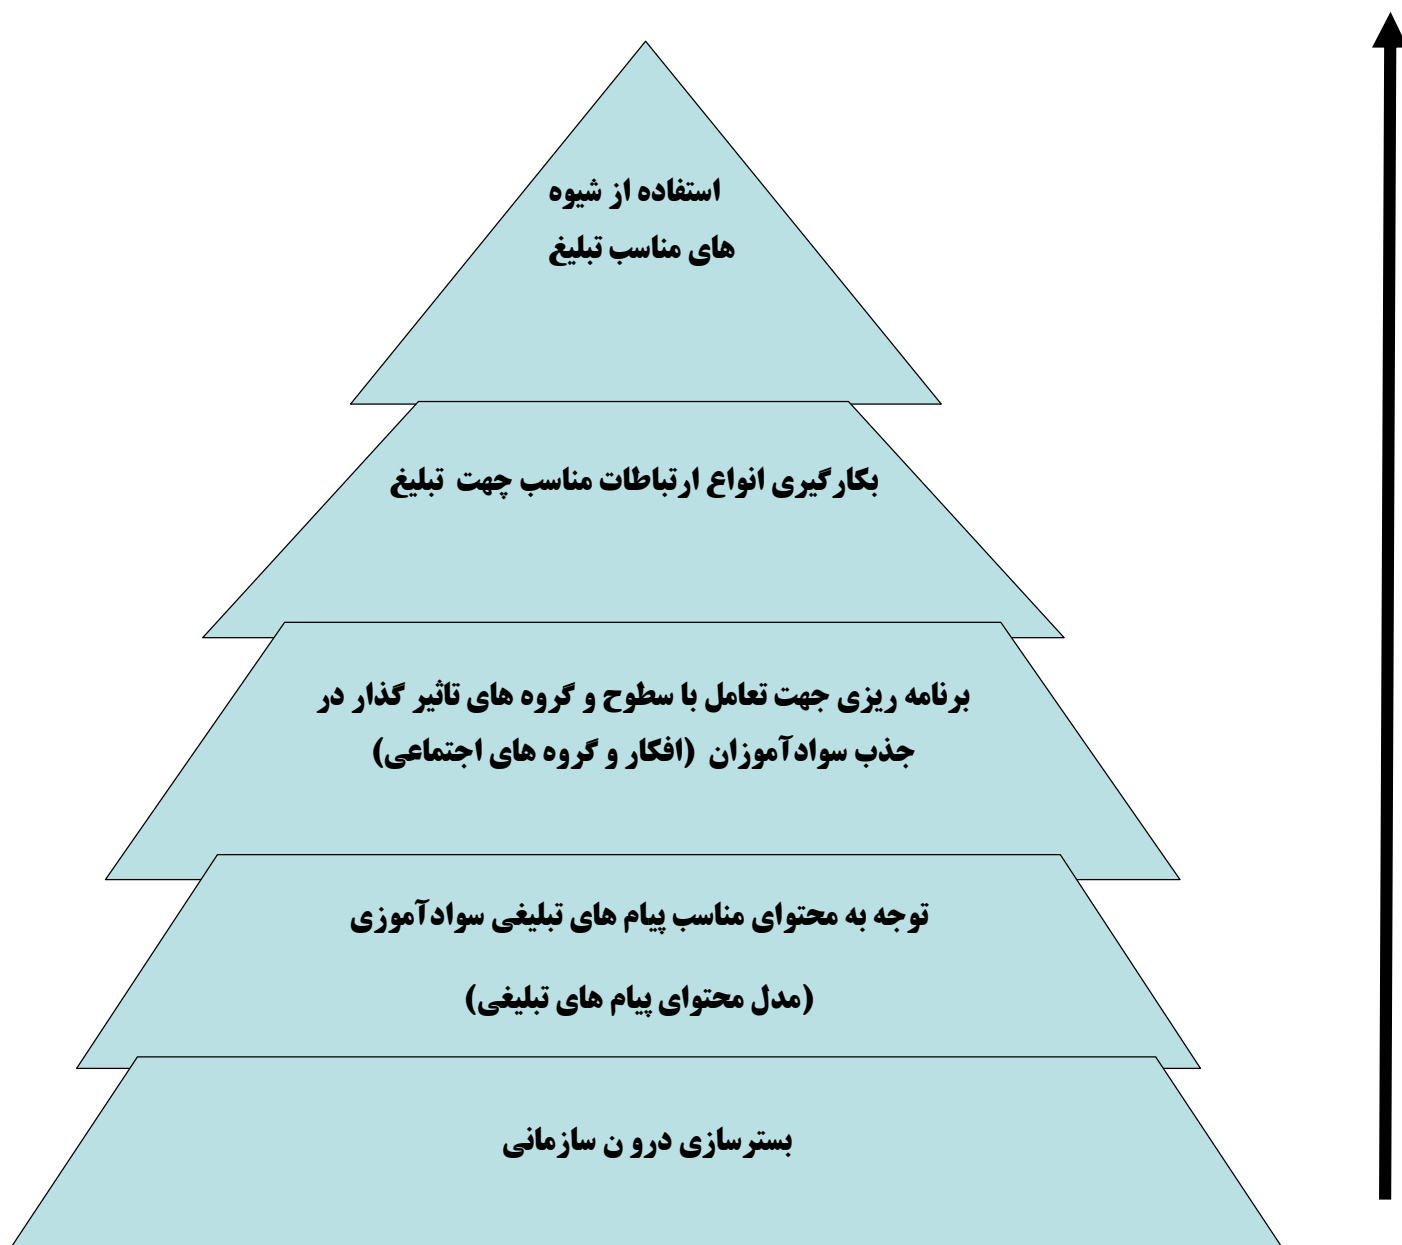 استفاده از شیوه
های مناسب تبلیغ
بکارگیری انواع ارتباطات مناسب چهت تبلیغ
برنامه ریزی جهت تعامل با سطوح و گروه های تاثیر گذار در
جذب سوادآموزان (افکار و گروه های اجتماعی)
توجه به محتوای مناسب پیام های تبلیغی سوادآموزی
(مدل محتوای پیام های تبلیغی)
بسترسازی درو ن سازمانی